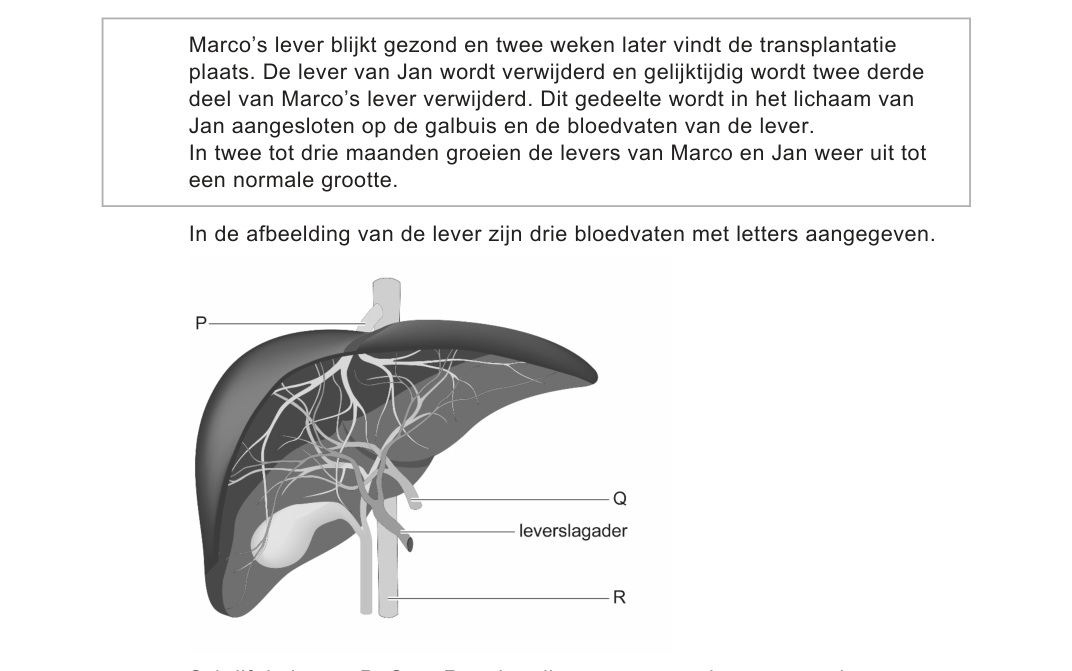 Marco’s lever blijkt gezond en twee weken later vindt de transplantatie
plaats. De lever van Jan wordt verwijderd en gelijktijdig wordt twee derde
deel van Marco’s lever verwijderd. Dit gedeelte wordt in het lichaam van
Jan aangesloten op de galbuis en de bloedvaten van de lever.
In twee tot drie maanden groeien de levers van Marco en Jan weer uit tot
een normale grootte.
In de afbeelding van de lever zijn drie bloedvaten met letters aangegeven.
P
Q
leverslagader
R